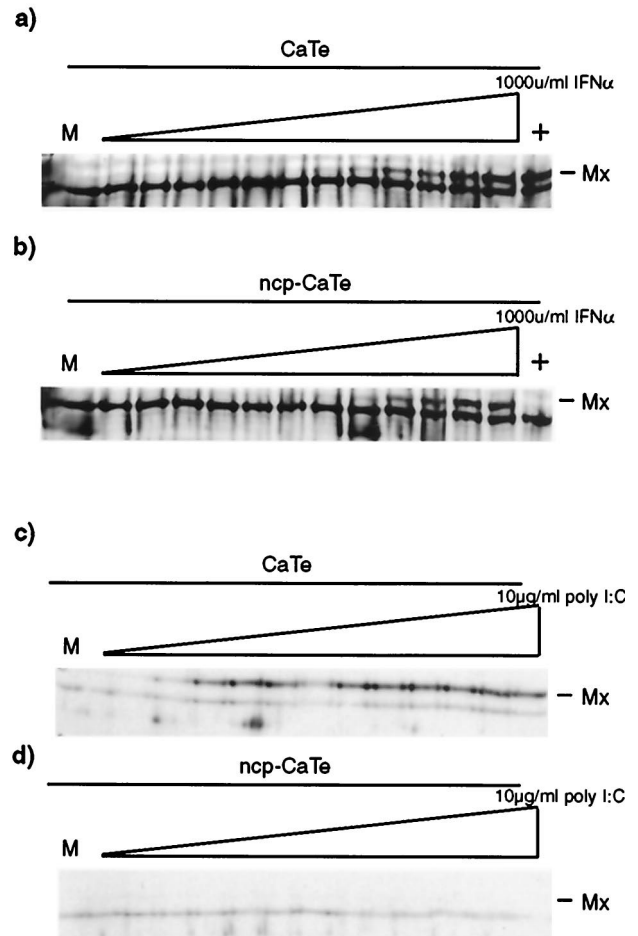 a)
CaTe
1000u/ml IFNα
M
+
– Mx
b)
ncp-CaTe
1000u/ml IFNα
M
+
– Mx
c)
CaTe
10µg/ml poly I:C
M
– Mx
d)
ncp-CaTe
10µg/ml poly I:C
M
– Mx